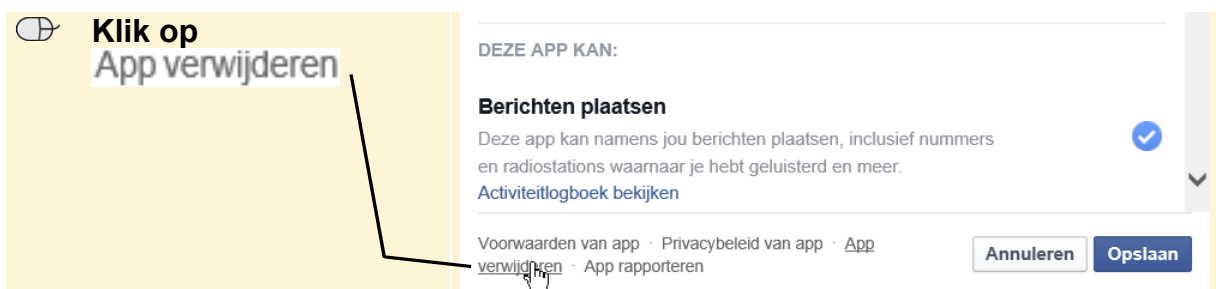 Klik op
App verwijderen
DEZE APP KAN:
Berichten plaatsen
Deze app kan namens jou berichten plaatsen, inclusief nummers
en radiostations waarnaar je hebt geluisterd en meer.
Activiteitlogboek bekijken
Voorwaarden van app · Privacybeleid van app · App
verwijderen · App rapporteren
Annuleren
Opslaan